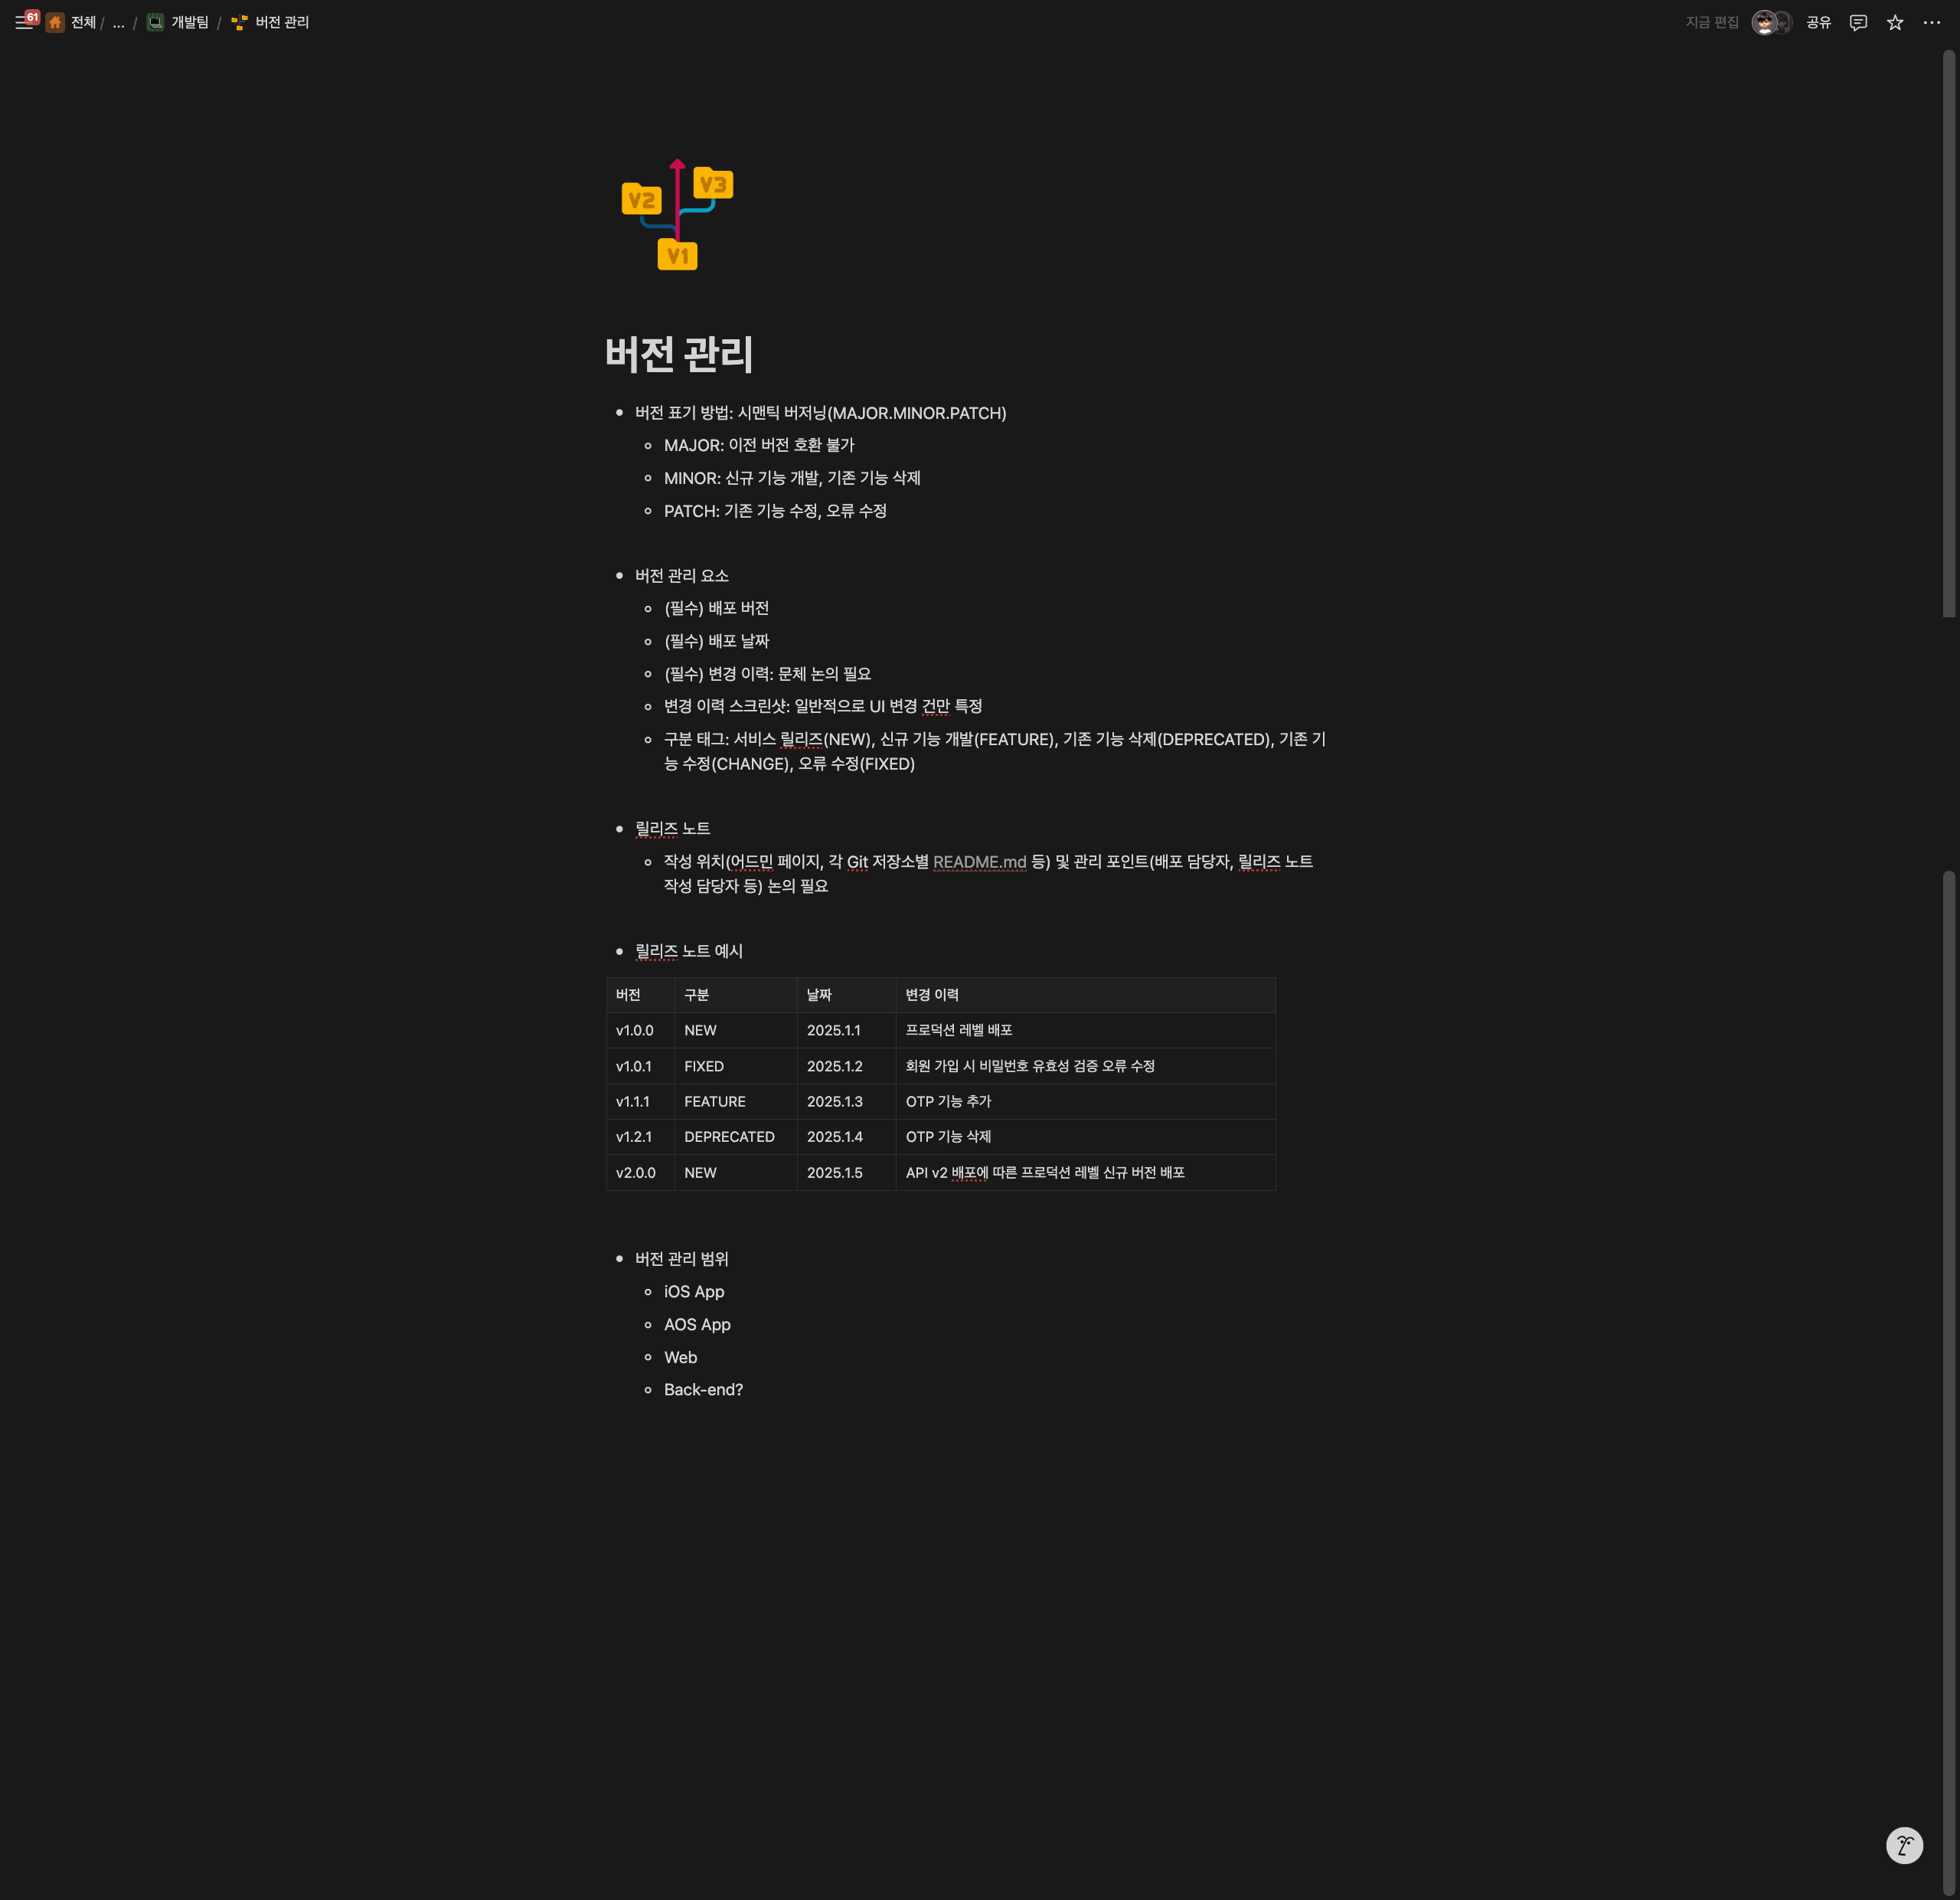 61 전체 / ... / 개발팀 / 버전 관리 지금 편집 공유
V2 V3
V1
버전 관리
버전 표기 방법: 시맨틱 버저닝(MAJOR.MINOR.PATCH)
MAJOR: 이전 버전 호환 불가
MINOR: 신규 기능 개발, 기존 기능 삭제
PATCH: 기존 기능 수정, 오류 수정
버전 관리 요소
(필수) 배포 버전
(필수) 배포 날짜
(필수) 변경 이력: 문체 논의 필요
변경 이력 스크린샷: 일반적으로 UI 변경 건만 특정
구분 태그: 서비스 릴리즈(NEW), 신규 기능 개발(FEATURE), 기존 기능 삭제(DEPRECATED), 기존 기
능 수정(CHANGE), 오류 수정(FIXED)
릴리즈 노트
작성 위치(어드민 페이지, 각 Git 저장소별 README.md 등) 및 관리 포인트(배포 담당자, 릴리즈 노트
작성 담당자 등) 논의 필요
릴리즈 노트 예시
버전 구분 날짜 변경 이력
v1.0.0 NEW 2025.1.1 프로덕션 레벨 배포
v1.0.1 FIXED 2025.1.2 회원 가입 시 비밀번호 유효성 검증 오류 수정
v1.1.1 FEATURE 2025.1.3 OTP 기능 추가
v1.2.1 DEPRECATED 2025.1.4 OTP 기능 삭제
v2.0.0 NEW 2025.1.5 API v2 배포에 따른 프로덕션 레벨 신규 버전 배포
버전 관리 범위
iOS App
AOS App
Web
Back-end?